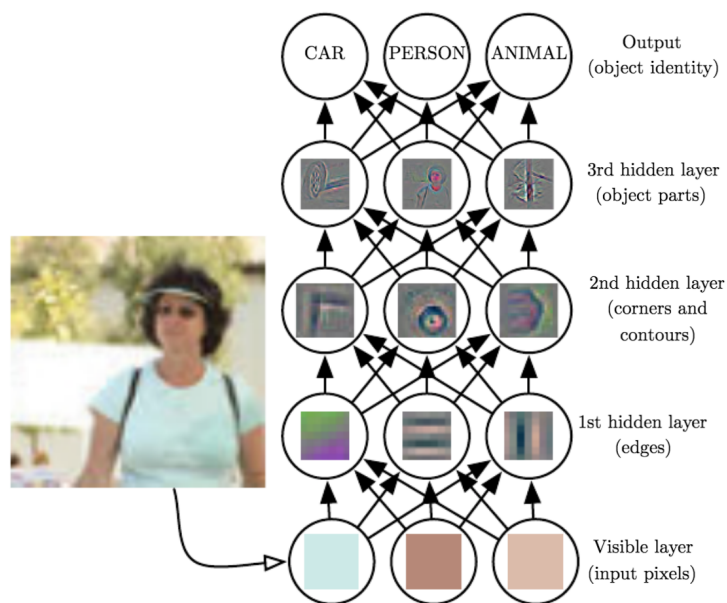 CAR
PERSON
ANIMAL
Output
(object identity)
3rd hidden layer
(object parts)
2nd hidden layer
(corners and
contours)
1st hidden layer
(edges)
Visible layer
(input pixels)